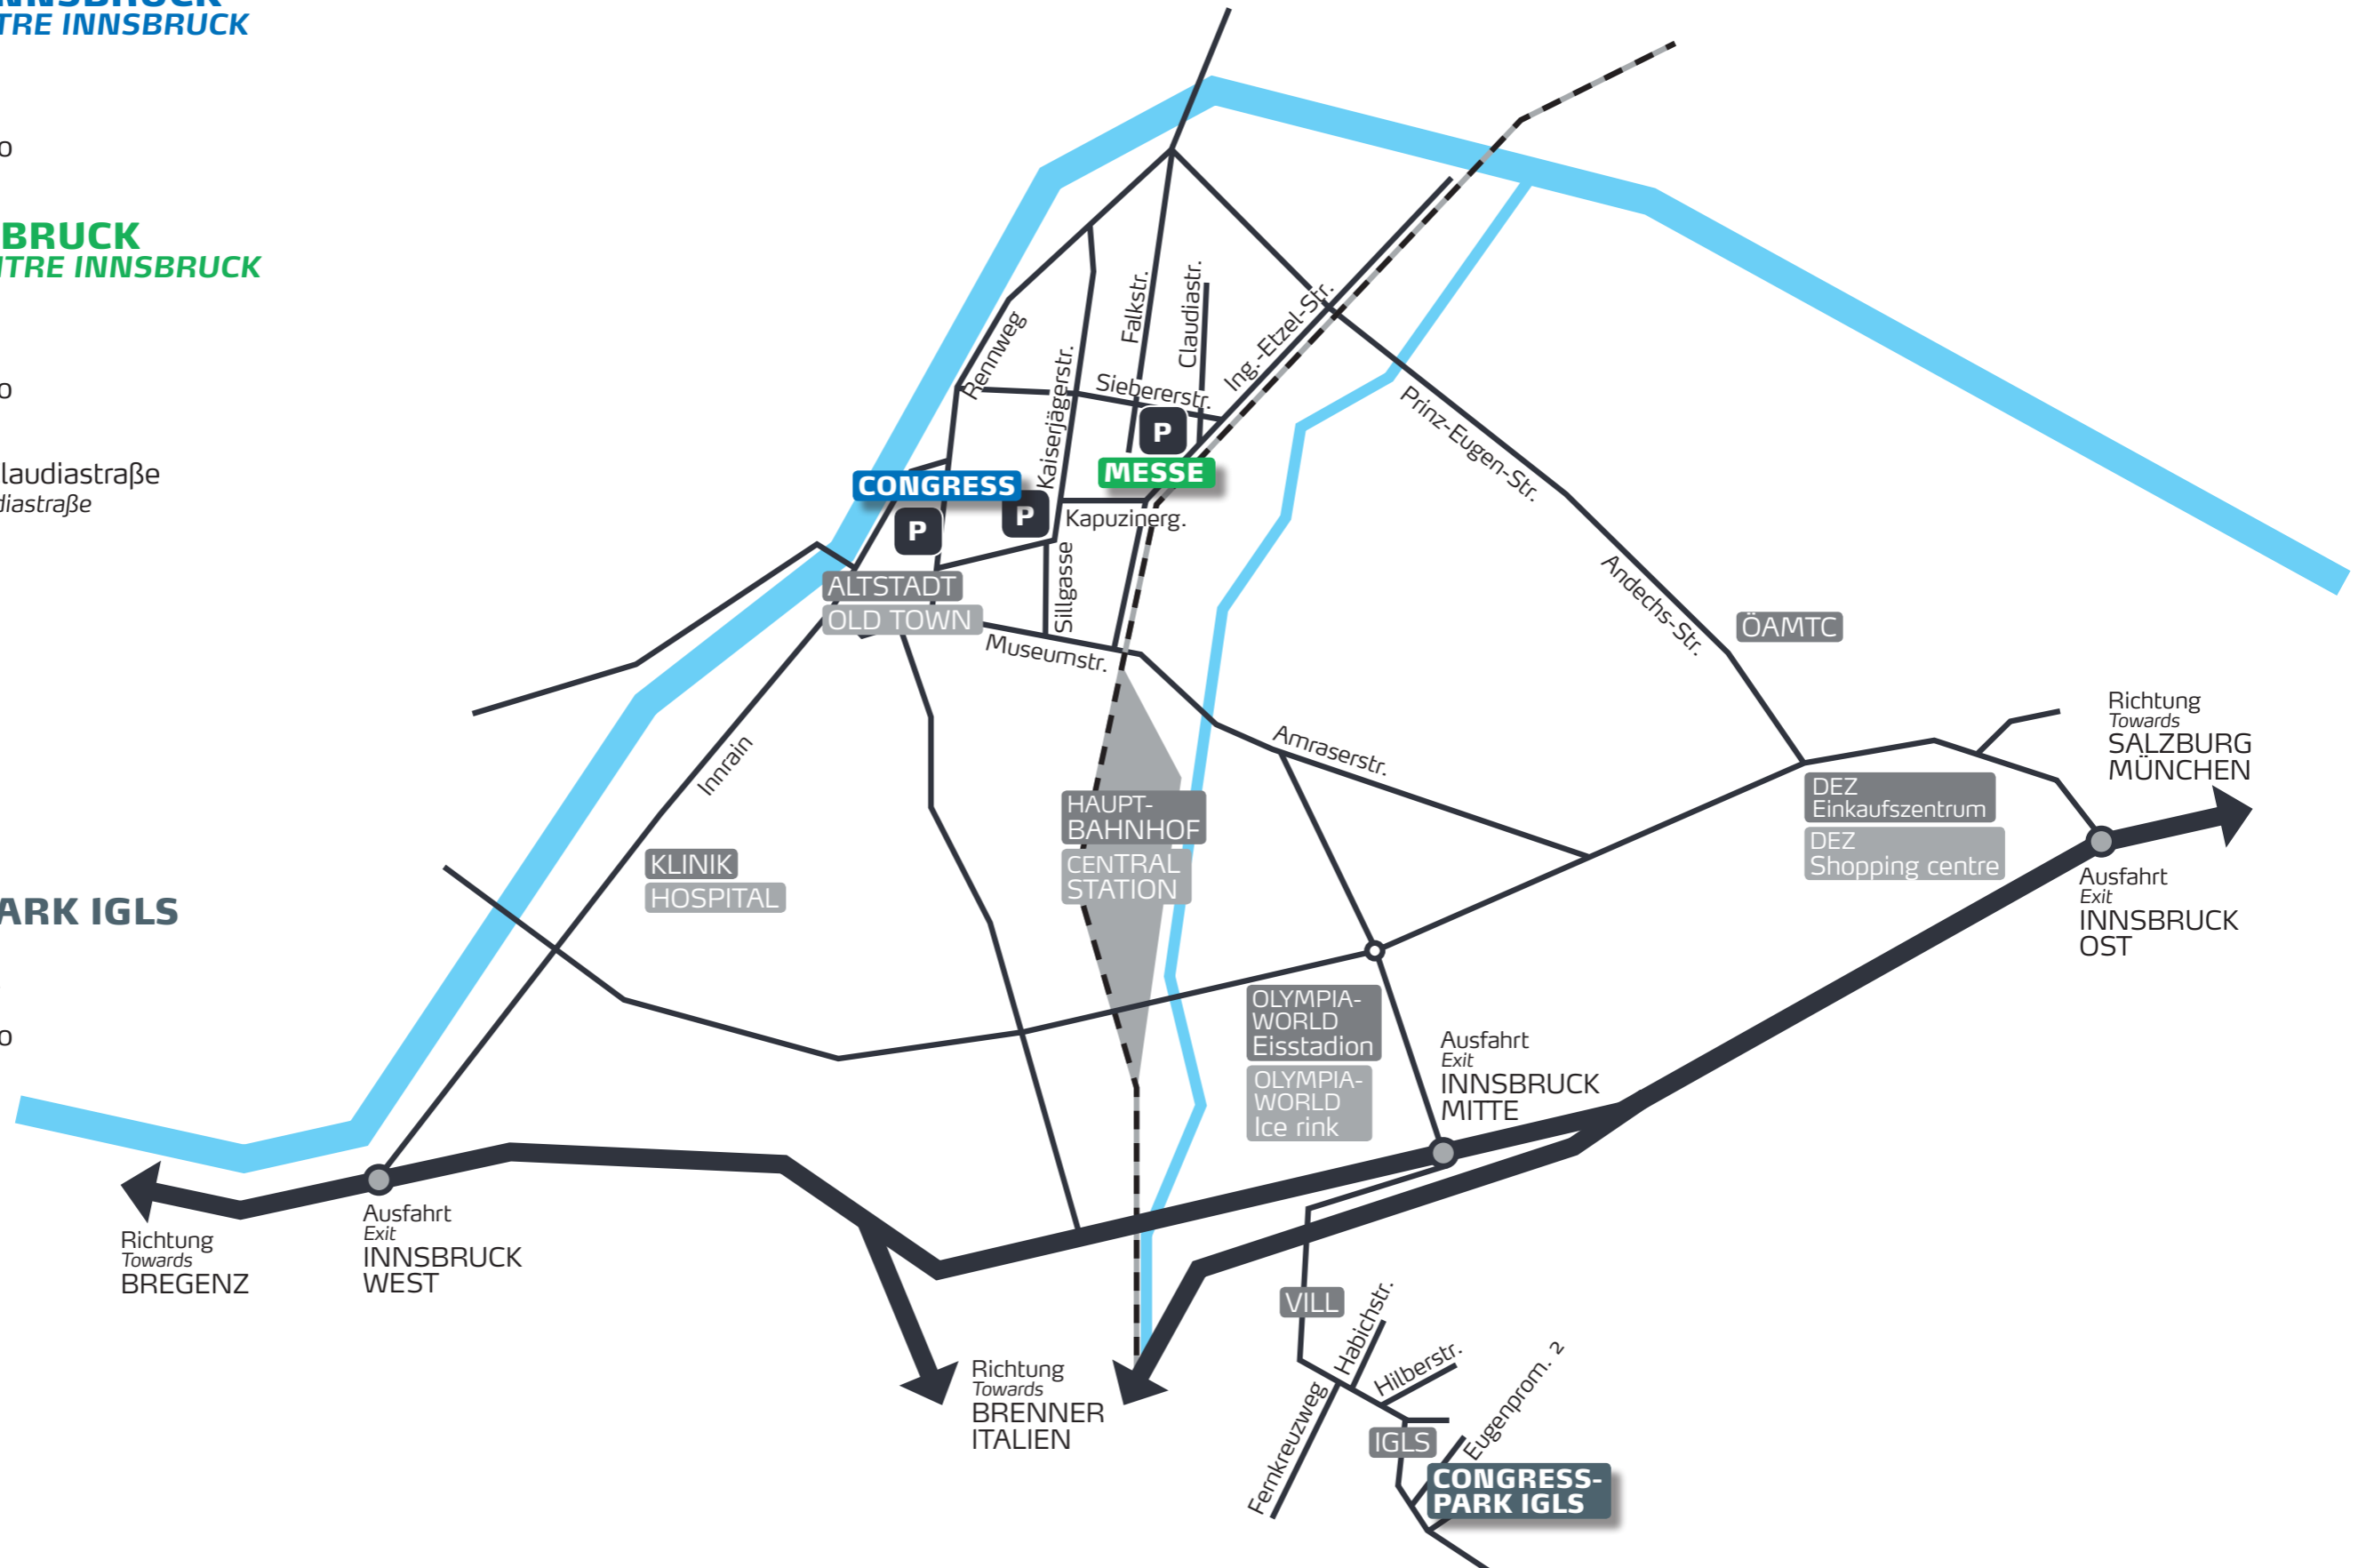 INNSBRUCK
TRE INNSBRUCK
o
BRUCK
NTRE INNSBRUCK
o
laudiastraße
diastraße
ARK IGLS
o
Rennweg
Kaiserjägerstr.
Falkstr.
Claudiastr.
Siebererstr.
Ing.-Etzel-Str.
Prinz-Eugen-Str.
Andechs-Str.
P
MESSE
CONGRESS
P
P
Kapuzinerg.
Sillgasse
ALTSTADT
OLD TOWN
Museumstr.
ÖAMTC
Innrain
Amraserstr.
Richtung
Towards
SALZBURG
MÜNCHEN
HAUPT-
BAHNHOF
CENTRAL
STATION
DEZ
Einkaufszentrum
DEZ
Shopping centre
KLINIK
HOSPITAL
Ausfahrt
Exit
INNSBRUCK
OST
OLYMPIA-
WORLD
Eisstadion
OLYMPIA-
WORLD
Ice rink
Ausfahrt
Exit
INNSBRUCK
MITTE
Richtung
Towards
BREGENZ
Ausfahrt
Exit
INNSBRUCK
WEST
Richtung
Towards
BRENNER
ITALIEN
VILL
Habichstr.
Hilberstr.
Fernkreuzweg
Eugenprom. 2
IGLS
CONGRESS-
PARK IGLS